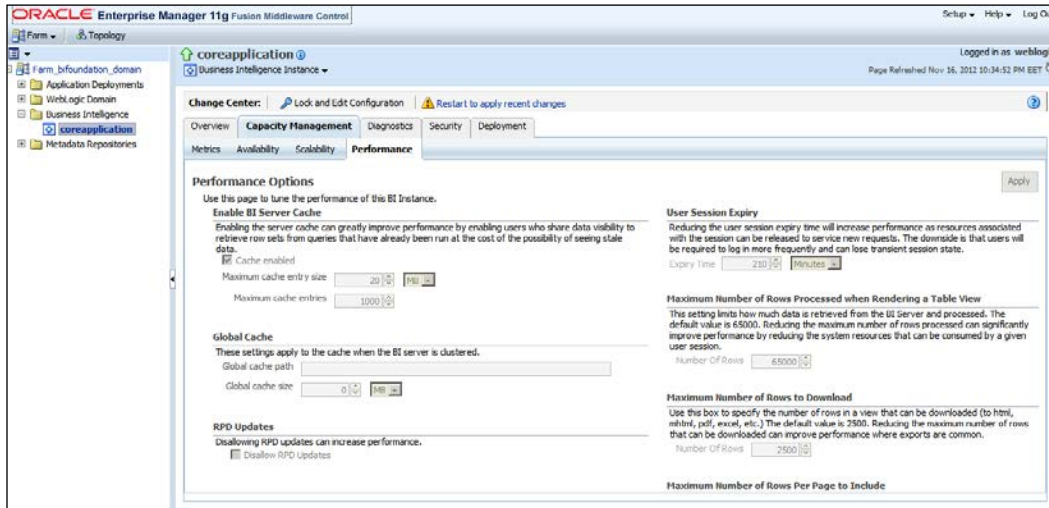 ORACLE Enterprise Manager 11g Fusion Middleware Control
Setup Help Log Ou
Farm Topology
Farm_bifoundation_domain
Application Deployments
WebLogic Domain
Business Intelligence
coreapplication
Metadata Repositories
coreapplication
Logged in as weblogi
Business Intelligence Instance
Page Refreshed Nov 16, 2012 10:34:52 PM EET
Change Center: Lock and Edit Configuration Restart to apply recent changes
Overview Capacity Management Diagnostics Security Deployment
Metrics Availability Scalability Performance
Performance Options
Apply
Use this page to tune the performance of this BI Instance.
Enable BI Server Cache
Enabling the server cache can greatly improve performance by enabling users who share data visibility to
retrieve row sets from queries that have already been run at the cost of the possibility of seeing stale
data.
Cache enabled
Maximum cache entry size 20 MB
Maximum cache entries 1000
Global Cache
These settings apply to the cache when the BI server is clustered.
Global cache path
Global cache size 0 MB
RPD Updates
Disallowing RPD updates can increase performance.
Disallow RPD Updates
User Session Expiry
Reducing the user session expiry time will increase performance as resources associated
with the session can be released to service new requests. The downside is that users will
be required to log in more frequently and can lose transient session state.
Expiry Time 210 Minutes
Maximum Number of Rows Processed when Rendering a Table View
This setting limits how much data is retrieved from the BI Server and processed. The
default value is 65000. Reducing the maximum number of rows processed can significantly
improve performance by reducing the system resources that can be consumed by a given
user session.
Number Of Rows 65000
Maximum Number of Rows to Download
Use this box to specify the number of rows in a view that can be downloaded (to html,
mhtml, pdf, excel, etc.) The default value is 2500. Reducing the maximum number of rows
that can be downloaded can improve performance where exports are common.
Number Of Rows 2500
Maximum Number of Rows Per Page to Include